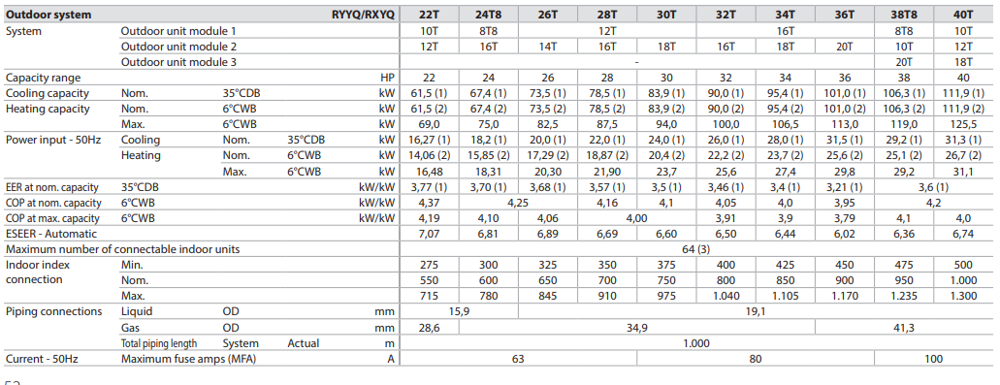 Outdoor system RYYQ/RXYQ 22T 24T8 26T 28T 30T 32T 34T 36T 38T8 40T
System Outdoor unit module 1 10T 8T8 12T 16T 8T8 10T
Outdoor unit module 2 12T 16T 14T 16T 18T 16T 18T 20T 10T 12T
Outdoor unit module 3 - 20T 18T
Capacity range HP 22 24 26 28 30 32 34 36 38 40
Cooling capacity Nom. 35°CDB kW 61,5 (1) 67,4 (1) 73,5 (1) 78,5 (1) 83,9 (1) 90,0 (1) 95,4 (1) 101,0 (1) 106,3 (1) 111,9 (1)
Heating capacity Nom. 6°CWB kW 61,5 (2) 67,4 (2) 73,5 (2) 78,5 (2) 83,9 (2) 90,0 (2) 95,4 (2) 101,0 (2) 106,3 (2) 111,9 (2)
Max. 6°CWB kW 69,0 75,0 82,5 87,5 94,0 100,0 106,5 113,0 119,0 125,5
Power input - 50Hz Cooling Nom. 35°CDB kW 16,27 (1) 18,2 (1) 20,0 (1) 22,0 (1) 24,0 (1) 26,0 (1) 28,0 (1) 31,5 (1) 29,2 (1) 31,3 (1)
Heating Nom. 6°CWB kW 14,06 (2) 15,85 (2) 17,29 (2) 18,87 (2) 20,4 (2) 22,2 (2) 23,7 (2) 25,6 (2) 25,1 (2) 26,7 (2)
Max. 6°CWB kW 16,48 18,31 20,30 21,90 23,7 25,6 27,4 29,8 29,2 31,1
EER at nom. capacity 35°CDB kW/kW 3,77 (1) 3,70 (1) 3,68 (1) 3,57 (1) 3,5 (1) 3,46 (1) 3,4 (1) 3,21 (1) 3,6 (1)
COP at nom. capacity 6°CWB kW/kW 4,37 4,25 4,16 4,1 4,05 4,0 3,95 4,2
COP at max. capacity 6°CWB kW/kW 4,19 4,10 4,06 4,00 3,91 3,9 3,79 4,1 4,0
ESEER - Automatic 7,07 6,81 6,89 6,69 6,60 6,50 6,44 6,02 6,36 6,74
Maximum number of connectable indoor units 64 (3)
Indoor index Min. 275 300 325 350 375 400 425 450 475 500
connection Nom. 550 600 650 700 750 800 850 900 950 1.000
Max. 715 780 845 910 975 1.040 1.105 1.170 1.235 1.300
Piping connections Liquid OD mm 15,9 19,1
Gas OD mm 28,6 34,9 41,3
Total piping length System Actual m 1.000
Current - 50Hz Maximum fuse amps (MFA) A 63 80 100